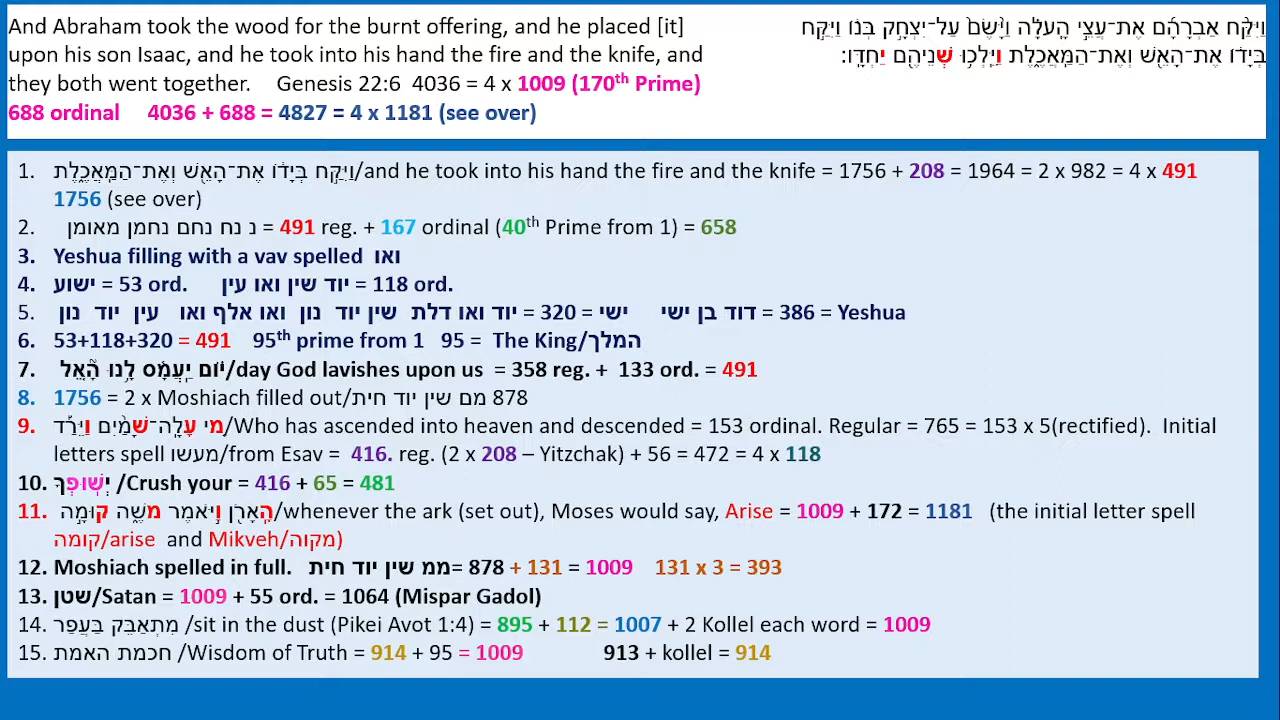 And Abraham took the wood for the burnt offering, and he placed [it]
upon his son Isaac, and he took into his hand the fire and the knife, and
they both went together. Genesis 22:6 4036 = 4 x 1009 (170th Prime)
688 ordinal 4036 + 688 = 4827 = 4 x 1181 (see over)
וַיִּקַּ֨ח אַבְרָהָ֜ם אֶת־עֲצֵ֣י הָעֹלָ֗ה וַיָּ֙שֶׂם֙ עַל־יִצְחָ֣ק בְּנ֔וֹ וַיִּקַּ֣ח
בְּיָד֔וֹ אֶת־הָאֵ֖שׁ וְאֶת־הַֽמַּאֲכֶ֑לֶת וַיֵּלְכ֥וּ שְׁנֵיהֶ֖ם יַחְדָּֽו׃
1. וַיִּקַּ֣ח בְּיָד֔וֹ אֶת־הָאֵ֖שׁ וְאֶת־הַֽמַּאֲכֶ֑לֶת/and he took into his hand the fire and the knife = 1756 + 208 = 1964 = 2 x 982 = 4 x 491
1756 (see over)
2. נ נח נחם נחמן מאומן = 491 reg. + 167 ordinal (40th Prime from 1) = 658
3. Yeshua filling with a vav spelled ואו
4. ישוע = 53 ord. יוד שין ואו עין = 118 ord.
5. יוד ואו דלת שין יוד נון ואו אלף ואו עין יוד נון = 320 = ישי דוד בן ישי = 386 = Yeshua
6. 53+118+320 = 491 95th prime from 1 95 = The King/המלך
7. י֤וֹם יַֽעֲמָ֫ס לָ֥נוּ הָ֘אֵ֤ל/day God lavishes upon us = 358 reg. + 133 ord. = 491
8. 1756 = 2 x Moshiach filled out/מם שין יוד חית 878
9. מִ֤י עָלָֽה־שָׁמַ֨יִם וַיֵּרַ֡ד/Who has ascended into heaven and descended = 153 ordinal. Regular = 765 = 153 x 5(rectified). Initial
letters spell מעשו/from Esav = 416. reg. (2 x 208 – Yitzchak) + 56 = 472 = 4 x 118
10. יְשׁוּפְךָ /Crush your = 416 + 65 = 481
11. הָֽאָרֹ֖ן וַיֹּ֣אמֶר מֹשֶׁ֑ה קוּמָ֣ה/whenever the ark (set out), Moses would say, Arise = 1009 + 172 = 1181 (the initial letter spell
קומה/arise and Mikveh/מקוה)
12. Moshiach spelled in full. ממ שין יוד חית= 878 + 131 = 1009 131 x 3 = 393
13. שטן/Satan = 1009 + 55 ord. = 1064 (Mispar Gadol)
14. מִתְאַבֵּק בַּעֲפַר /sit in the dust (Pikei Avot 1:4) = 895 + 112 = 1007 + 2 Kollel each word = 1009
15. חכמת האמת /Wisdom of Truth = 914 + 95 = 1009 913 + kollel = 914